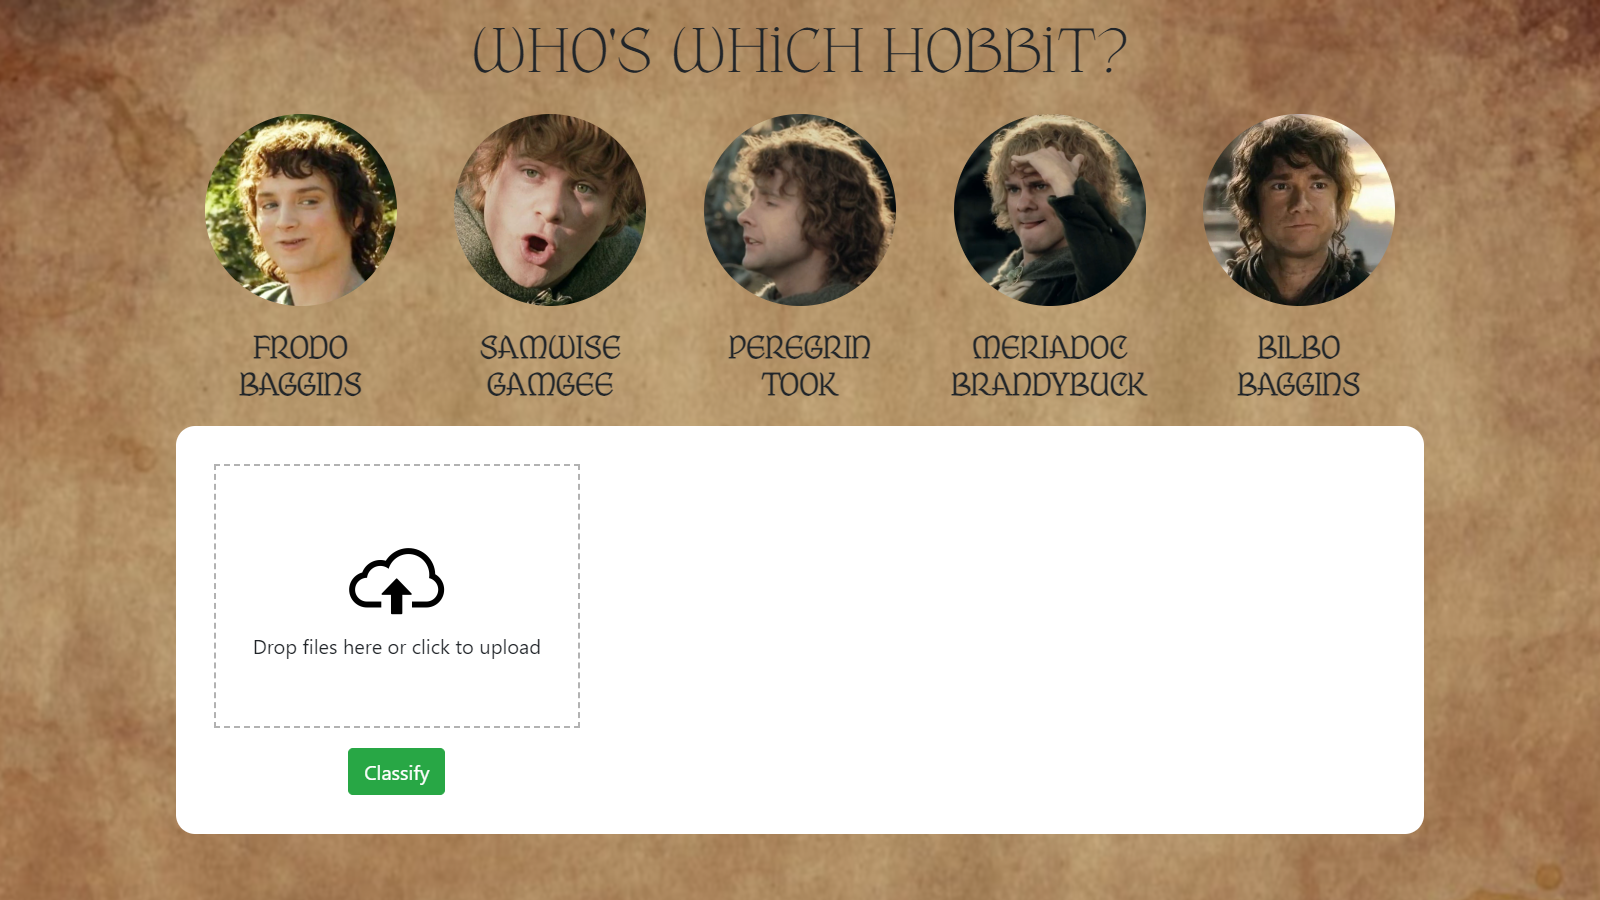 WHO'S WHiCH HOBBiT?
FRODO
BAGGINS
SAMWISE
GAMGEE
PEREGRIN
TOOK
MERIADOC
BRANDYBUCK
BILBO
BAGGINS
Drop files here or click to upload
Classify